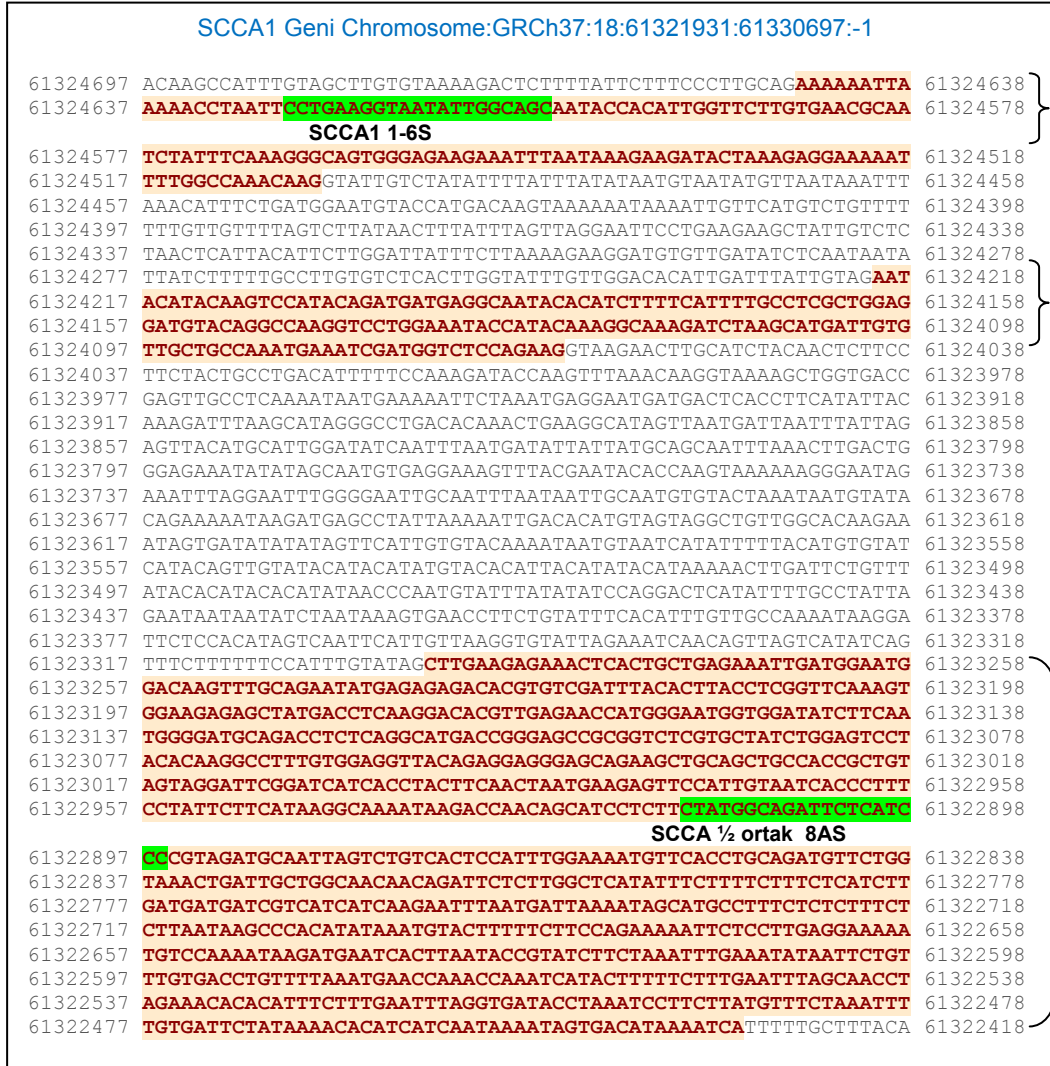 SCCA1 Geni Chromosome:GRCh37:18:61321931:61330697:-1
61324697 ACAAGCCATTTGTAGCTTGTGTAAAAGACTCTTTTATTCTTTCCCTTGCAGAAAAAATTA 61324638
61324637 AAAACCTAATTCCTGAAGGTAATATTGGCAGCAATACCACATTGGTTCTTGTGAACGCAA 61324578
SCCA1 1-6S
61324577 TCTATTTCAAAGGGCAGTGGGAGAAGAAATTTAATAAAGAAGATACTAAAGAGGAAAAAT 61324518
61324517 TTTGGCCAAACAAGGTATTGTCTATATTTTATTTATATAATGTAATATGTTAATAAATTT 61324458
61324457 AAACATTTCTGATGGAATGTACCATGACAAGTAAAAAATAAAATTGTTCATGTCTGTTTT 61324398
61324397 TTTGTTGTTTTAGTCTTATAACTTTATTTAGTTAGGAATTCCTGAAGAAGCTATTGTCTC 61324338
61324337 TAACTCATTACATTCTTGGATTATTTCTTAAAAGAAGGATGTGTTGATATCTCAATAATA 61324278
61324277 TTATCTTTTTGCCTTGTGTCTCACTTGGTATTTGTTGGACACATTGATTTATTGTAGAAT 61324218
61324217 ACATACAAGTCCATACAGATGATGAGGCAATACACATCTTTTCATTTTGCCTCGCTGGAG 61324158
61324157 GATGTACAGGCCAAGGTCCTGGAAATACCATACAAAGGCAAAGATCTAAGCATGATTGTG 61324098
61324097 TTGCTGCCAAATGAAATCGATGGTCTCCAGAAGGTAAGAACTTGCATCTACAACTCTTCC 61324038
61324037 TTCTACTGCCTGACATTTTTCCAAAGATACCAAGTTTAAACAAGGTAAAAGCTGGTGACC 61323978
61323977 GAGTTGCCTCAAAATAATGAAAAATTCTAAATGAGGAATGATGACTCACCTTCATATTAC 61323918
61323917 AAAGATTTAAGCATAGGGCCTGACACAAACTGAAGGCATAGTTAATGATTAATTTATTAG 61323858
61323857 AGTTACATGCATTGGATATCAATTTAATGATATTATTATGCAGCAATTTAAACTTGACTG 61323798
61323797 GGAGAAATATATAGCAATGTGAGGAAAGTTTACGAATACACCAAGTAAAAAAGGGAATAG 61323738
61323737 AAATTTAGGAATTTGGGGAATTGCAATTTAATAATTGCAATGTGTACTAAATAATGTATA 61323678
61323677 CAGAAAAATAAGATGAGCCTATTAAAAATTGACACATGTAGTAGGCTGTTGGCACAAGAA 61323618
61323617 ATAGTGATATATATAGTTCATTGTGTACAAAATAATGTAATCATATTTTTACATGTGTAT 61323558
61323557 CATACAGTTGTATACATACATATGTACACATTACATATACATAAAAACTTGATTCTGTTT 61323498
61323497 ATACACATACACATATAACCCAATGTATTTATATATCCAGGACTCATATTTTGCCTATTA 61323438
61323437 GAATAATAATATCTAATAAAGTGAACCTTCTGTATTTCACATTTGTTGCCAAAATAAGGA 61323378
61323377 TTCTCCACATAGTCAATTCATTGTTAAGGTGTATTAGAAATCAACAGTTAGTCATATCAG 61323318
61323317 TTTCTTTTTTCCATTTGTATAGCTTGAAGAGAAACTCACTGCTGAGAAATTGATGGAATG 61323258
61323257 GACAAGTTTGCAGAATATGAGAGAGACACGTGTCGATTTACACTTACCTCGGTTCAAAGT 61323198
61323197 GGAAGAGAGCTATGACCTCAAGGACACGTTGAGAACCATGGGAATGGTGGATATCTTCAA 61323138
61323137 TGGGGATGCAGACCTCTCAGGCATGACCGGGAGCCGCGGTCTCGTGCTATCTGGAGTCCT 61323078
61323077 ACACAAGGCCTTTGTGGAGGTTACAGAGGAGGGAGCAGAAGCTGCAGCTGCCACCGCTGT 61323018
61323017 AGTAGGATTCGGATCATCACCTACTTCAACTAATGAAGAGTTCCATTGTAATCACCCTTT 61322958
61322957 CCTATTCTTCATAAGGCAAAATAAGACCAACAGCATCCTCTTCTATGGCAGATTCTCATC 61322898
SCCA ½ ortak 8AS
61322897 CCCGTAGATGCAATTAGTCTGTCACTCCATTTGGAAAATGTTCACCTGCAGATGTTCTGG 61322838
61322837 TAAACTGATTGCTGGCAACAACAGATTCTCTTGGCTCATATTTCTTTTCTTTCTCATCTT 61322778
61322777 GATGATGATCGTCATCATCAAGAATTTAATGATTAAAATAGCATGCCTTTCTCTCTTTCT 61322718
61322717 CTTAATAAGCCCACATATAAATGTACTTTTTCTTCCAGAAAAATTCTCCTTGAGGAAAAA 61322658
61322657 TGTCCAAAATAAGATGAATCACTTAATACCGTATCTTCTAAATTTGAAATATAATTCTGT 61322598
61322597 TTGTGACCTGTTTTAAATGAACCAAACCAAATCATACTTTTTCTTTGAATTTAGCAACCT 61322538
61322537 AGAAACACACATTTCTTTGAATTTAGGTGATACCTAAATCCTTCTTATGTTTCTAAATTT 61322478
61322477 TGTGATTCTATAAAACACATCATCAATAAAATAGTGACATAAAATCATTTTTGCTTTACA 61322418